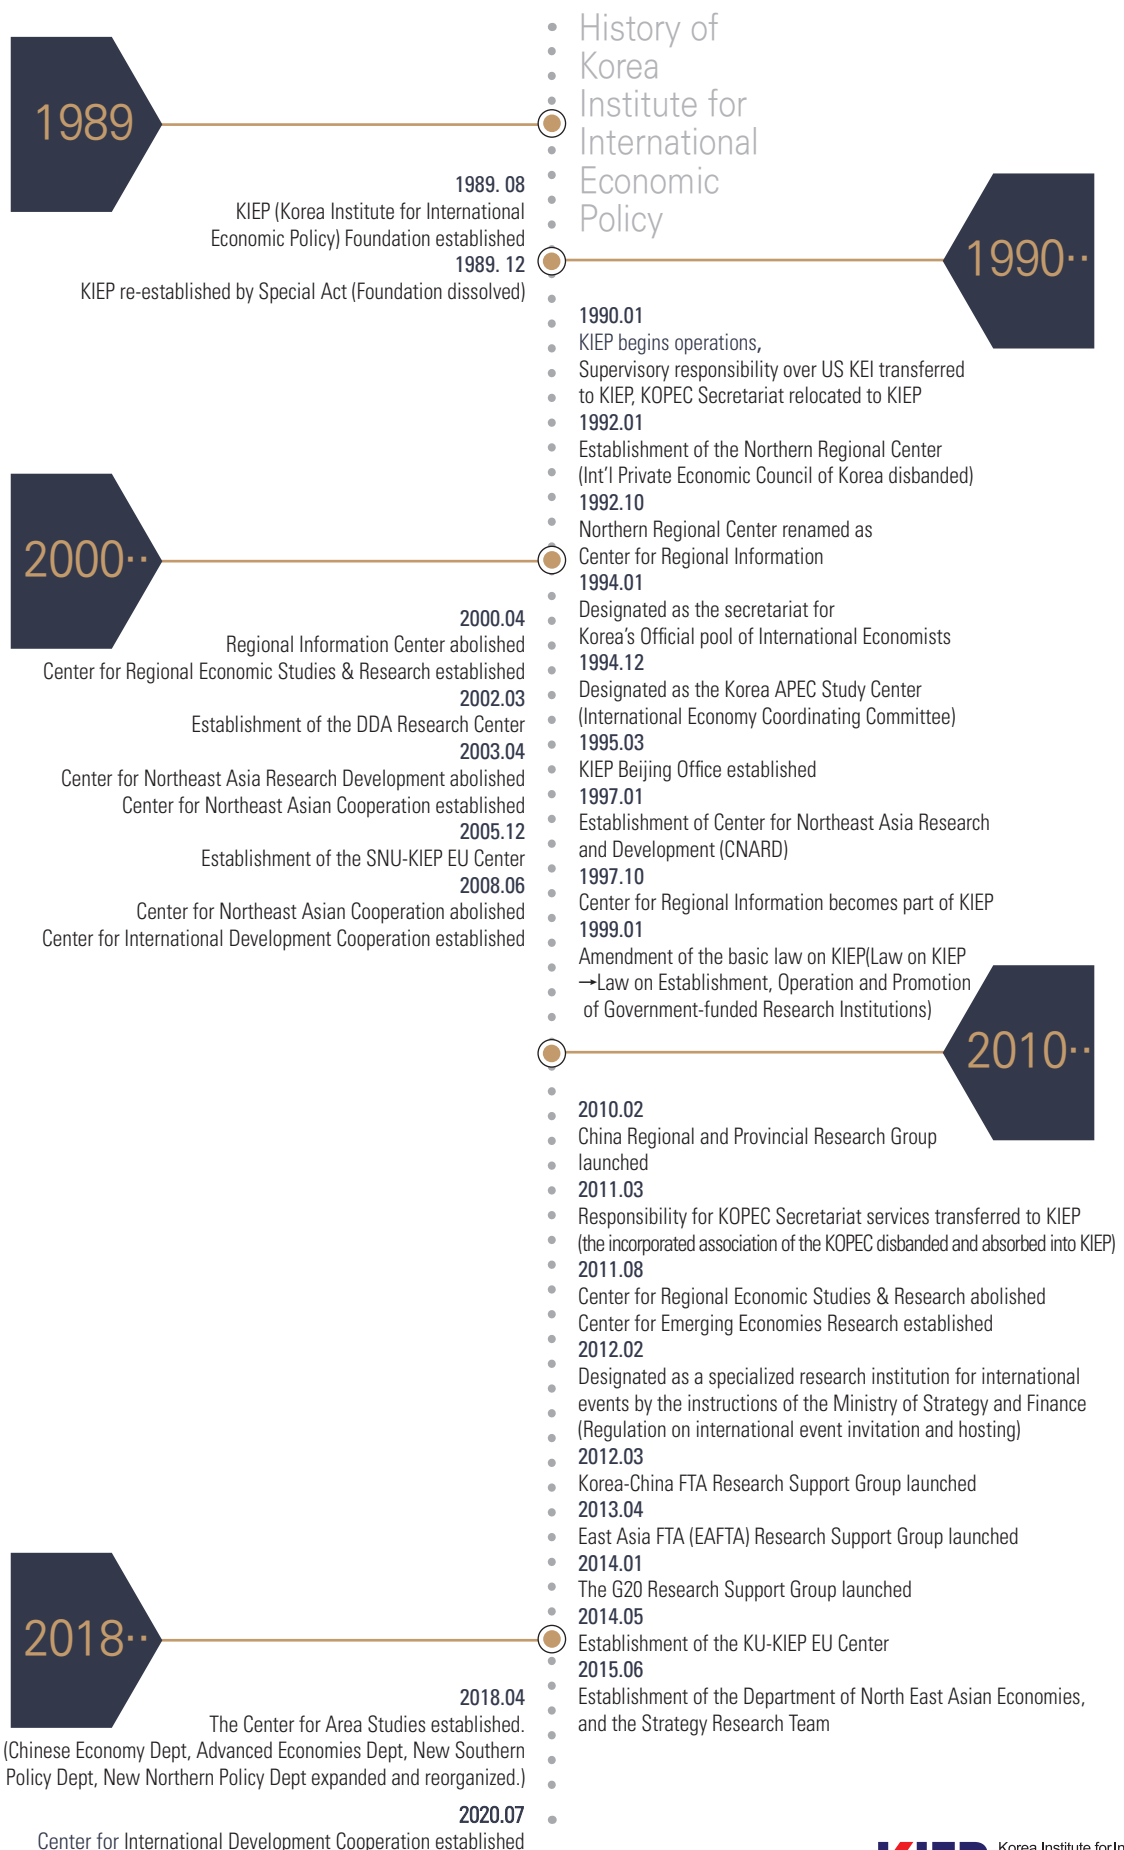 History of
Korea
Institute for
International
Economic
Policy
1989
1989. 08
KIEP (Korea Institute for International
Economic Policy) Foundation established
1989. 12
KIEP re-established by Special Act (Foundation dissolved)
1990··
1990.01
KIEP begins operations,
Supervisory responsibility over US KEI transferred
to KIEP, KOPEC Secretariat relocated to KIEP
1992.01
Establishment of the Northern Regional Center
(Int’l Private Economic Council of Korea disbanded)
1992.10
Northern Regional Center renamed as
Center for Regional Information
1994.01
Designated as the secretariat for
Korea’s Official pool of International Economists
1994.12
Designated as the Korea APEC Study Center
(International Economy Coordinating Committee)
1995.03
KIEP Beijing Office established
1997.01
Establishment of Center for Northeast Asia Research
and Development (CNARD)
1997.10
Center for Regional Information becomes part of KIEP
1999.01
Amendment of the basic law on KIEP(Law on KIEP
→Law on Establishment, Operation and Promotion
of Government-funded Research Institutions)
2000··
2000.04
Regional Information Center abolished
Center for Regional Economic Studies & Research established
2002.03
Establishment of the DDA Research Center
2003.04
Center for Northeast Asia Research Development abolished
Center for Northeast Asian Cooperation established
2005.12
Establishment of the SNU-KIEP EU Center
2008.06
Center for Northeast Asian Cooperation abolished
Center for International Development Cooperation established
2010··
2010.02
China Regional and Provincial Research Group
launched
2011.03
Responsibility for KOPEC Secretariat services transferred to KIEP
(the incorporated association of the KOPEC disbanded and absorbed into KIEP)
2011.08
Center for Regional Economic Studies & Research abolished
Center for Emerging Economies Research established
2012.02
Designated as a specialized research institution for international
events by the instructions of the Ministry of Strategy and Finance
(Regulation on international event invitation and hosting)
2012.03
Korea-China FTA Research Support Group launched
2013.04
East Asia FTA (EAFTA) Research Support Group launched
2014.01
The G20 Research Support Group launched
2014.05
Establishment of the KU-KIEP EU Center
2015.06
Establishment of the Department of North East Asian Economies,
and the Strategy Research Team
2018··
2018.04
The Center for Area Studies established.
(Chinese Economy Dept, Advanced Economies Dept, New Southern
Policy Dept, New Northern Policy Dept expanded and reorganized.)
2020.07
Center for International Development Cooperation established
KIEP
Korea Institute for In